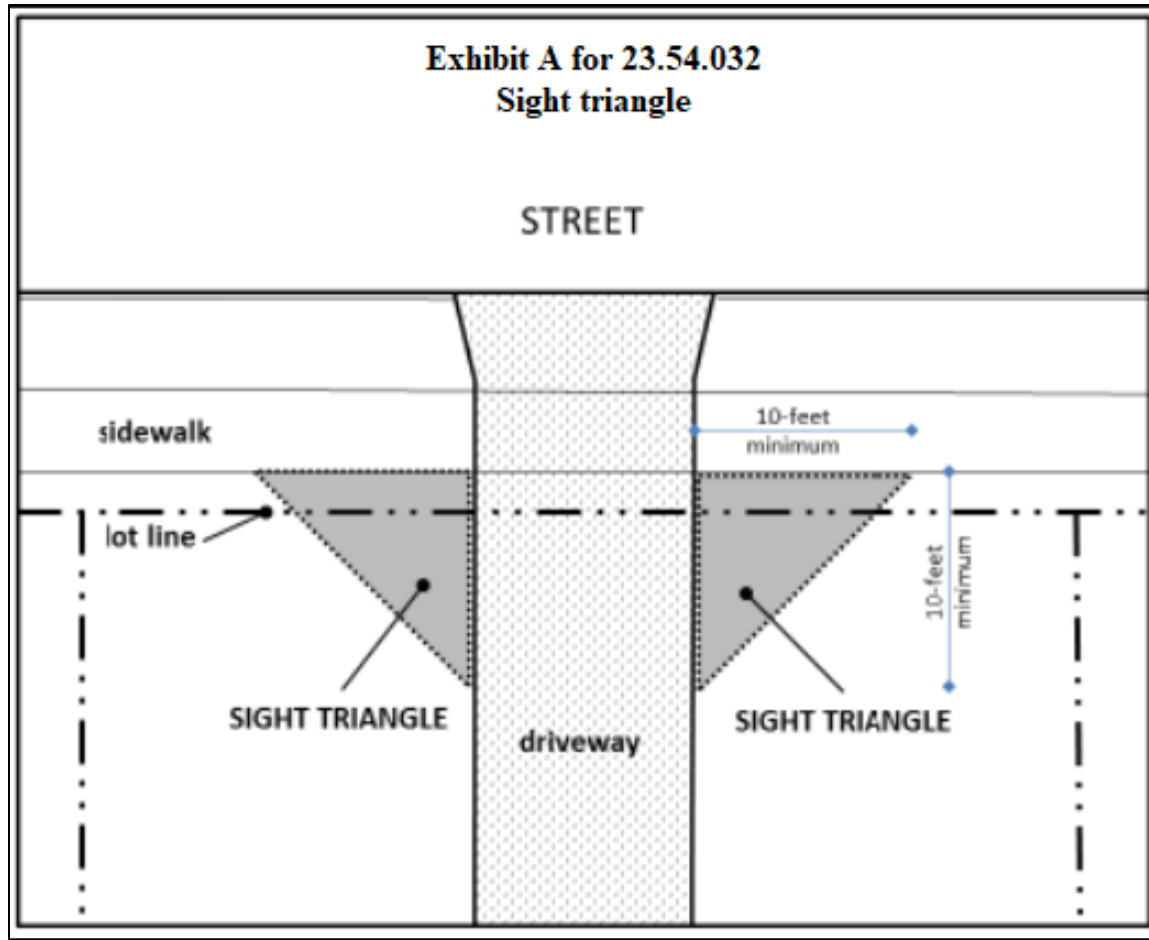 Exhibit A for 23.54.032
Sight triangle
STREET
sidewalk
10-feet
minimum
lot line
10-feet
minimum
SIGHT TRIANGLE
SIGHT TRIANGLE
driveway